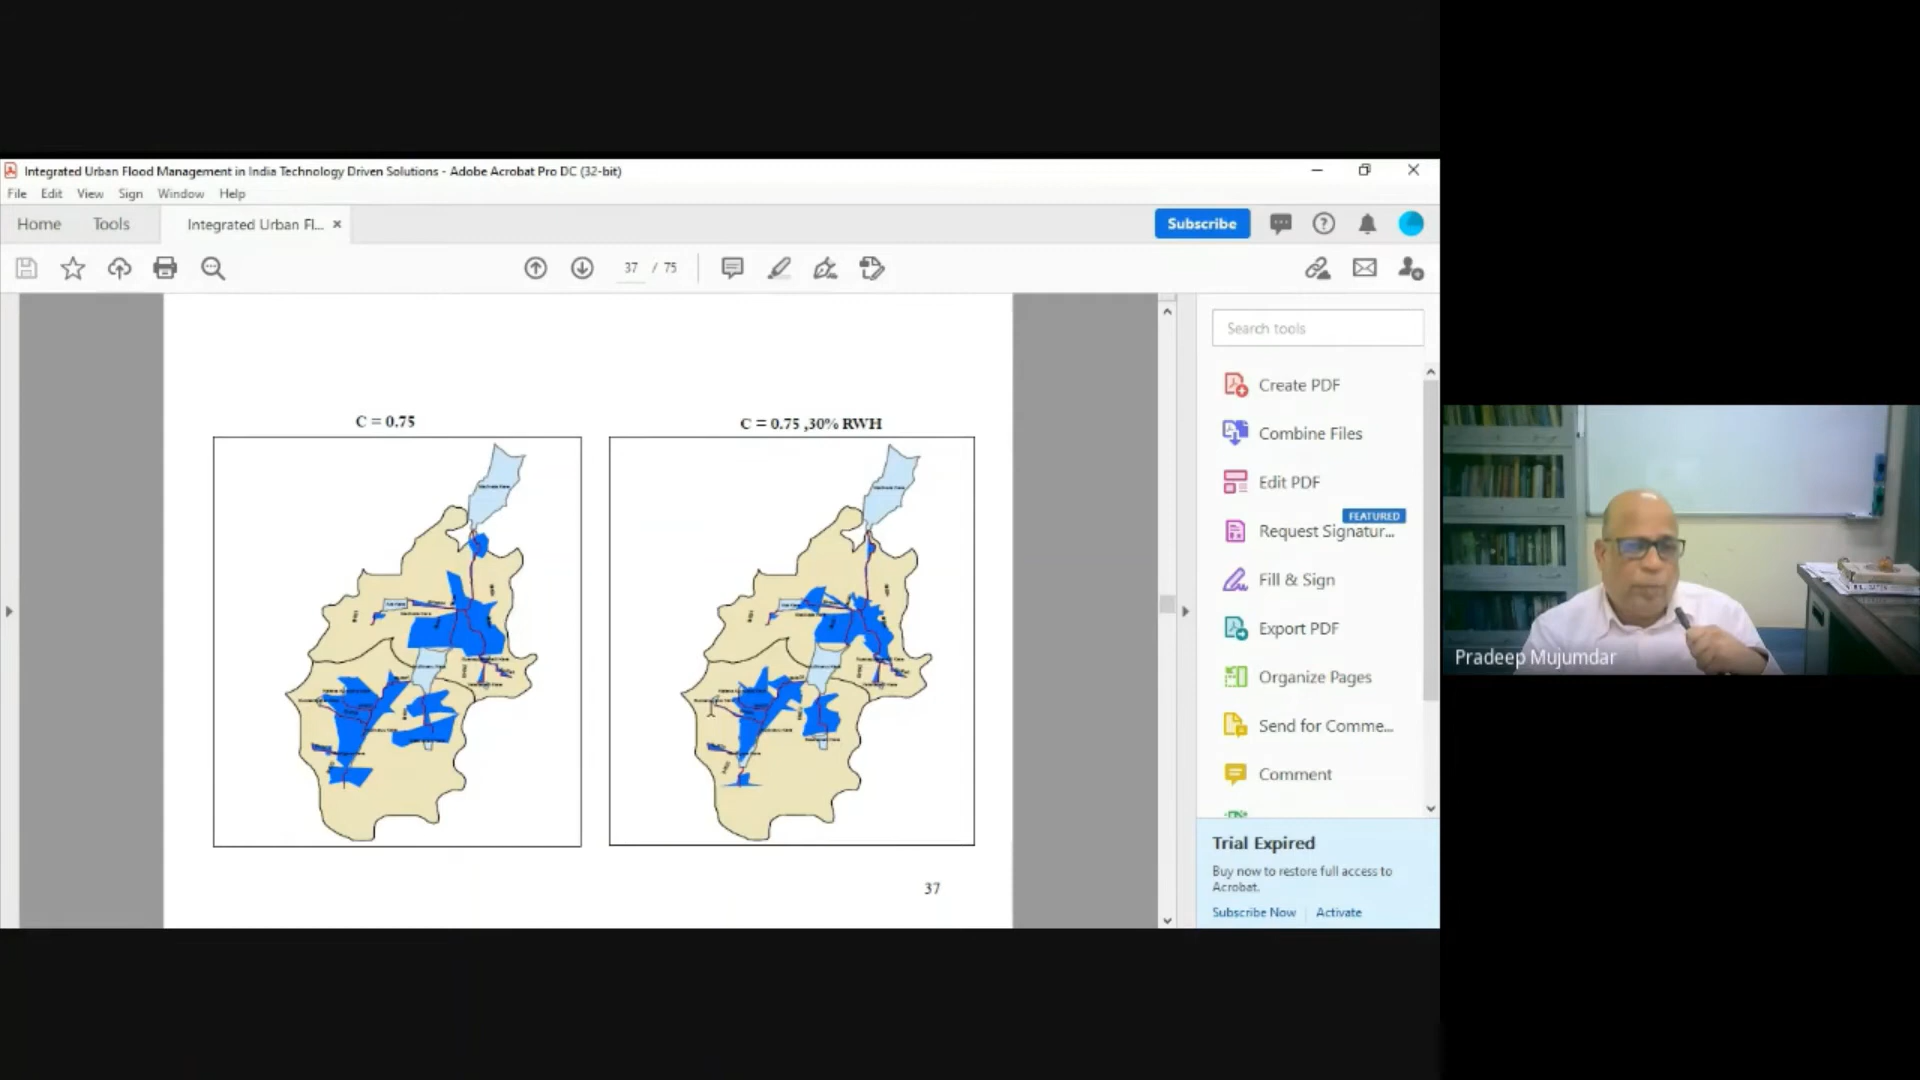 Integrated Urban Flood Management in India Technology Driven Solutions - Adobe Acrobat Pro DC (32-bit)
File Edit View Sign Window Help
Home Tools Integrated Urban Fl... ×
Subscribe
37 / 75
Search tools
Create PDF
Combine Files
Edit PDF
FEATURED
Request Signatur...
Fill & Sign
Export PDF
Organize Pages
Send for Comme...
Comment
Trial Expired
Buy now to restore full access to
Acrobat.
Subscribe Now Activate
C = 0.75
C = 0.75 ,30% RWH
37
Pradeep Mujumdar